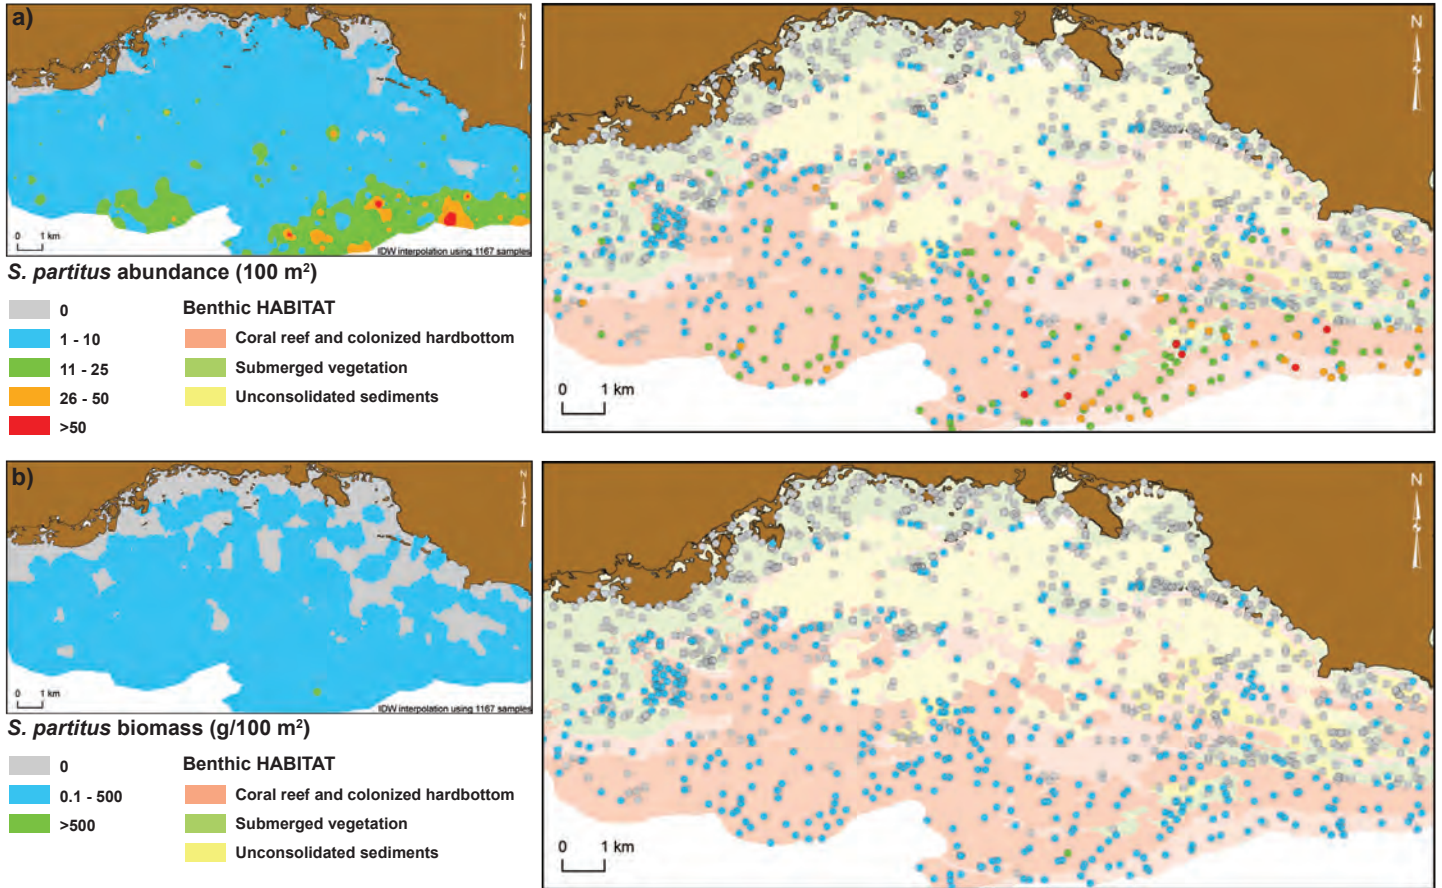 a)
N
0 1 km
IDW interpolation using 1167 samples
N
0 1 km
S. partitus abundance (100 m²)
0
1 - 10
11 - 25
26 - 50
>50
Benthic HABITAT
Coral reef and colonized hardbottom
Submerged vegetation
Unconsolidated sediments
b)
N
0 1 km
IDW interpolation using 1167 samples
N
0 1 km
S. partitus biomass (g/100 m²)
0
0.1 - 500
>500
Benthic HABITAT
Coral reef and colonized hardbottom
Submerged vegetation
Unconsolidated sediments